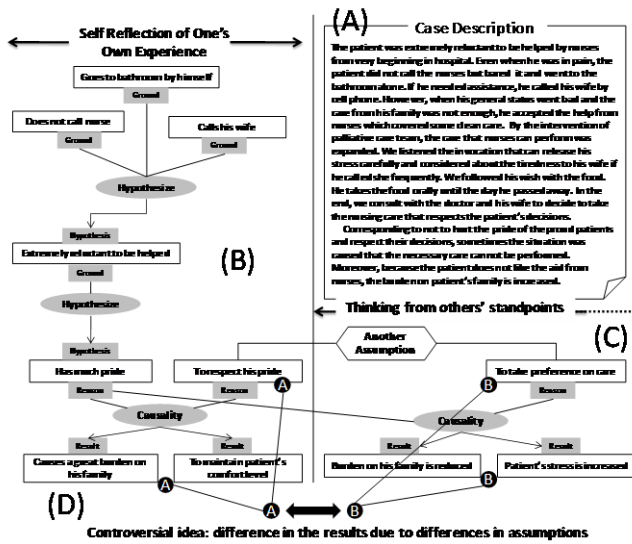 Self Reflection of One's
Own Experience
(A)
Case Description
The patient was extremely reluctant to be helped by nurses
from very beginning in hospital. Even when he was in pain, the
patient did not call the nurses but bared it and went to the
bathroom alone. If he needed assistance, he called his wife by
cell phone. However, when his general status went bad and the
care from his family was not enough, he accepted the help from
nurses which covered some clean care. By the intervention of
palliative care team, the care that nurses can perform was
expanded. We listened the invocation that can release his
stress carefully and considered about the tiredness to his wife if
he called she frequently. We followed his wish with the food.
He takes the food orally until the day he passed away. In the
end, we consult with the doctor and his wife to decide to take
the nursing care that respects the patient's decisions.
Corresponding to not to hurt the pride of the proud patients
and respect their decisions, sometimes the situation was
caused that the necessary care can not be performed.
Moreover, because the patient does not like the aid from
nurses, the burden on patient's family is increased.
Goes to bathroom by himself
Ground
Does not call nurse
Ground
Calls his wife
Ground
Hypothesize
Hypothesis
Extremely reluctant to be helped
Ground
(B)
Hypothesize
Thinking from others' standpoints
(C)
Another
Assumption
Hypothesis
Has much pride
Reason
To respect his pride
Reason
A
To take preference on care
Reason
B
Causality
Causality
Result
Result
Result
Result
Causes a great burden on
his family
A
To maintain patient's
comfort level
Burden on his family is reduced
B
Patient's stress is increased
(D)
A
B
Controversial idea: difference in the results due to differences in assumptions